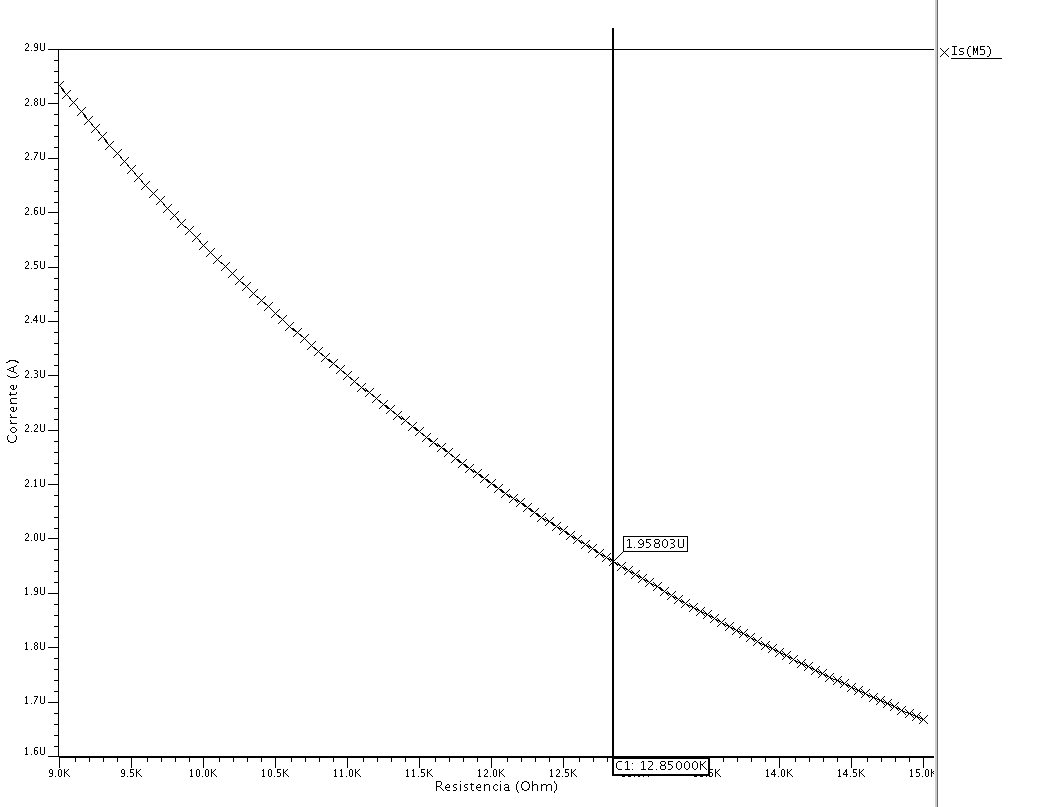 2.9U
Is(M5)
2.8U
2.7U
2.6U
2.5U
2.4U
2.3U
Corrente (A)
2.2U
2.1U
2.0U
1.95803U
1.9U
1.8U
1.7U
1.6U
C1: 12.85000K
9.0K 9.5K 10.0K 10.5K 11.0K 11.5K 12.0K 12.5K 14.0K 14.5K
Resistencia (Ohm)